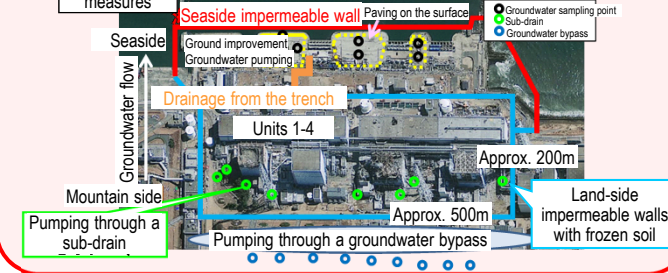 measures
Seaside impermeable wall
Paving on the surface
Groundwater sampling point
Sub-drain
Groundwater bypass
Seaside
Ground improvement,
Groundwater pumping
Groundwater flow
Drainage from the trench
Units 1-4
Approx. 200m
Mountain side
Approx. 500m
Land-side
impermeable walls
with frozen soil
Pumping through a
sub-drain
Pumping through a groundwater bypass